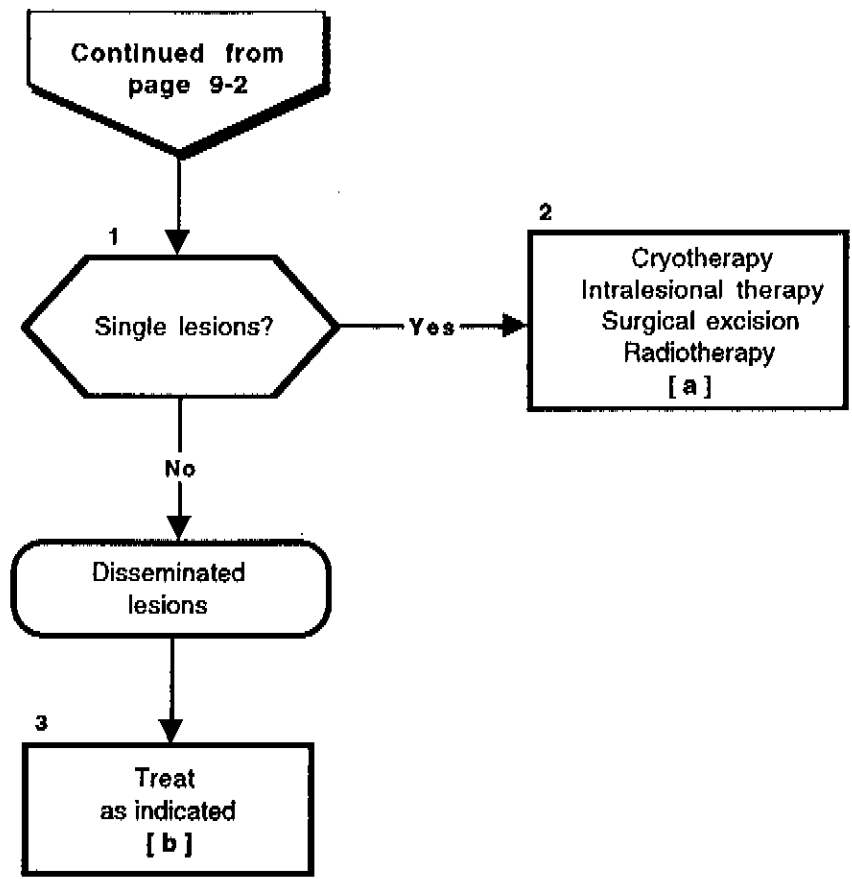 Continued from
page 9-2
1
Single lesions?
Yes
2
Cryotherapy
Intralesional therapy
Surgical excision
Radiotherapy
[a]
No
Disseminated
lesions
3
Treat
as indicated
[b]